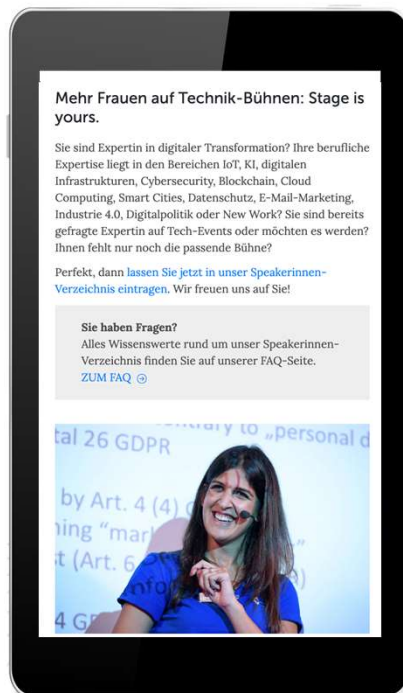 Mehr Frauen auf Technik-Bühnen: Stage is
yours.
Sie sind Expertin in digitaler Transformation? Ihre berufliche
Expertise liegt in den Bereichen IoT, KI, digitalen
Infrastrukturen, Cybersecurity, Blockchain, Cloud
Computing, Smart Cities, Datenschutz, E-Mail-Marketing,
Industrie 4.0, Digitalpolitik oder New Work? Sie sind bereits
gefragte Expertin auf Tech-Events oder möchten es werden?
Ihnen fehlt nur noch die passende Bühne?
Perfekt, dann lassen Sie jetzt in unser Speakerinnen-
Verzeichnis eintragen. Wir freuen uns auf Sie!
Sie haben Fragen?
Alles Wissenswerte rund um unser Speakerinnen-
Verzeichnis finden Sie auf unserer FAQ-Seite.
ZUM FAQ
to „personal d
26 GDPR
by Art. 4 (4)
(Art. 6